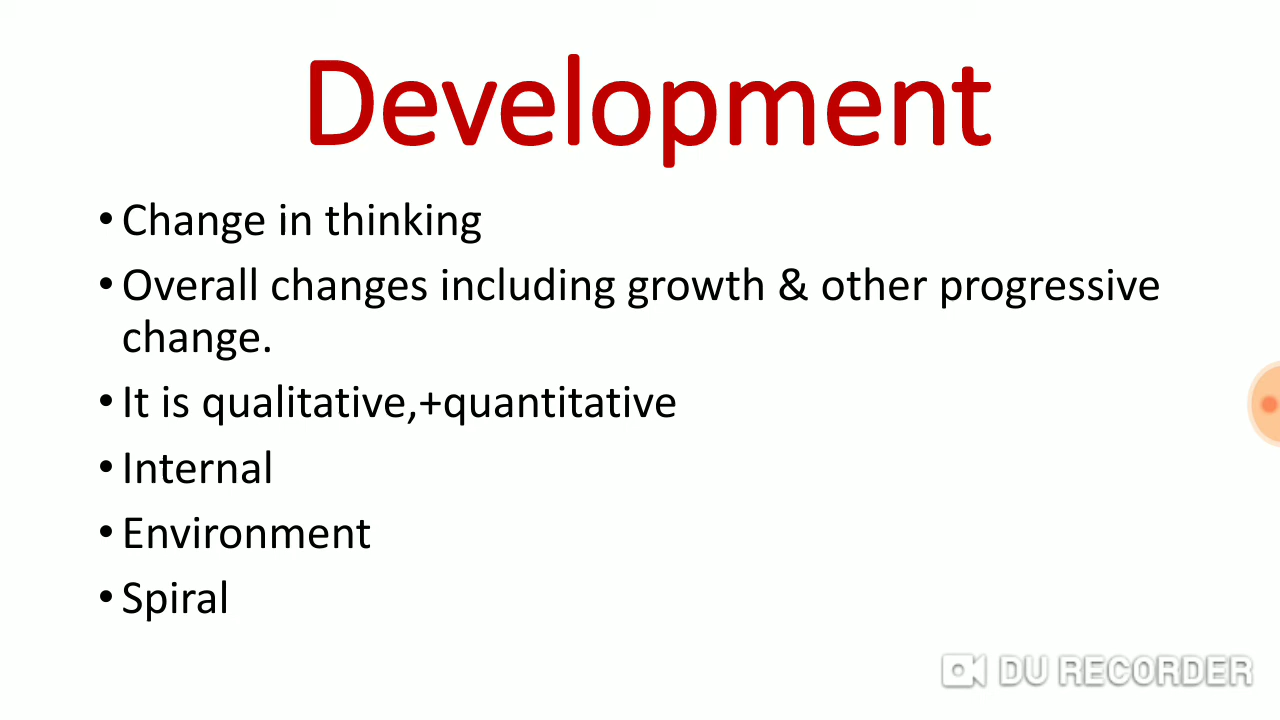 Development
• Change in thinking
• Overall changes including growth & other progressive
change.
• It is qualitative,+quantitative
• Internal
• Environment
• Spiral
DU RECORDER